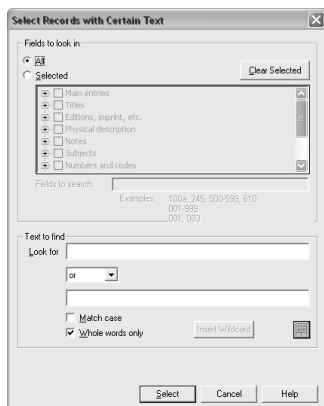 Select Records with Certain Text
Fields to look in
All
Selected
Clear Selected
Main entries
Titles
Editions, imprint, etc.
Physical description
Notes
Subjects
Numbers and codes
Fields to search:
Examples: 100a, 245, 500-599, 610
001-999
001, 003
Text to find
Look for
or
Match case
Whole words only
Insert Wildcard
Select Cancel Help